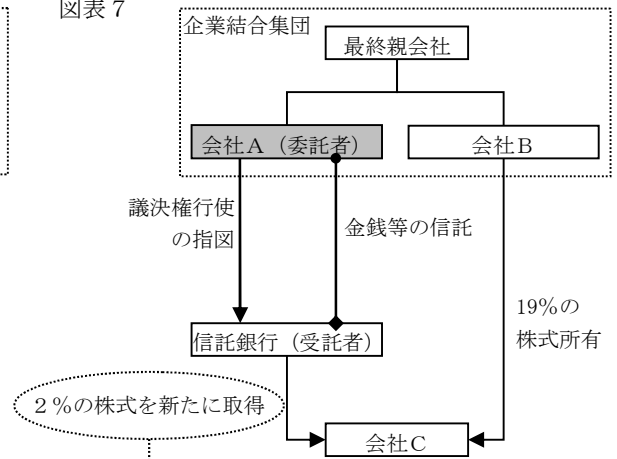 図表７
企業結合集団
最終親会社
会社Ａ（委託者）
会社Ｂ
議決権行使
の指図
金銭等の信託
19％の
株式所有
信託銀行（受託者）
２％の株式を新たに取得
会社Ｃ